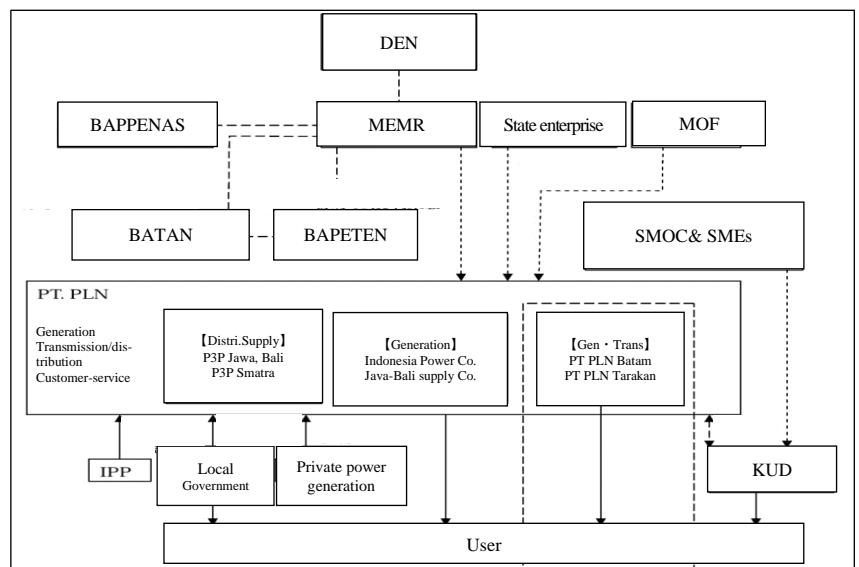 DEN
BAPPENAS
MEMR
State enterprise
MOF
BATAN
BAPETEN
SMOC& SMEs
PT. PLN
Generation
Transmission/dis-
tribution
Customer-service
【Distri.Supply】
P3P Jawa, Bali
P3P Smatra
【Generation】
Indonesia Power Co.
Java-Bali supply Co.
【Gen・Trans】
PT PLN Batam
PT PLN Tarakan
IPP
Local
Government
Private power
generation
KUD
User